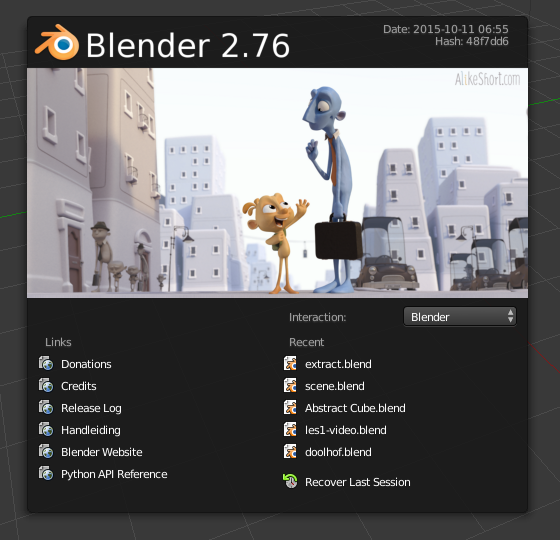 Blender 2.76
Date: 2015-10-11 06:55
Hash: 48f7dd6
AlikeShort.com
Interaction: Blender
Links
Donations
Credits
Release Log
Handleiding
Blender Website
Python API Reference
Recent
extract.blend
scene.blend
Abstract Cube.blend
les1-video.blend
doolhof.blend
Recover Last Session